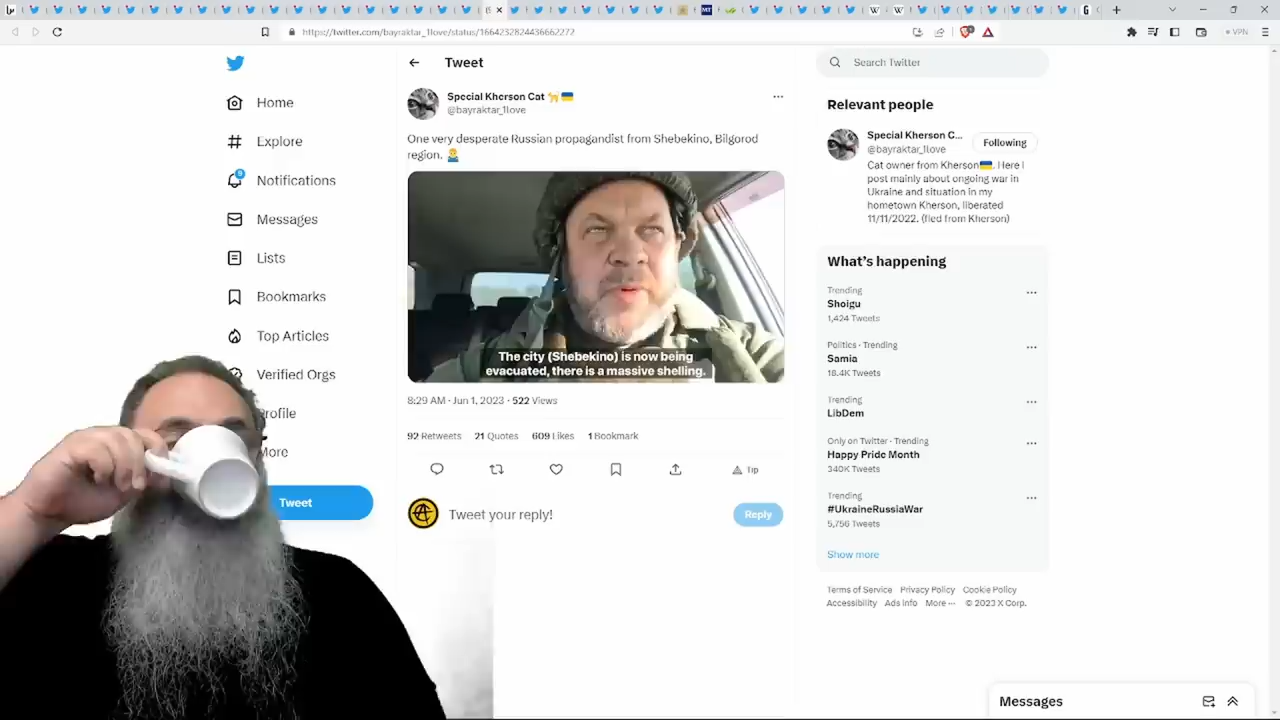 https://twitter.com/bayraktar_1love/status/1664232824436662272
VPN
Home
Explore
9
Notifications
Messages
Lists
Bookmarks
Top Articles
Verified Orgs
Profile
More
Tweet
Tweet
Special Kherson Cat
@bayraktar_1love
One very desperate Russian propagandist from Shebekino, Bilgorod
region.
The city (Shebekino) is now being
evacuated, there is a massive shelling.
8:29 AM · Jun 1, 2023 · 522 Views
92 Retweets 21 Quotes 609 Likes 1 Bookmark
Tip
Tweet your reply!
Reply
Search Twitter
Relevant people
Special Kherson C...
@bayraktar_1love
Following
Cat owner from Kherson. Here I
post mainly about ongoing war in
Ukraine and situation in my
hometown Kherson, liberated
11/11/2022. (fled from Kherson)
What's happening
Trending
Shoigu
1,424 Tweets
Politics · Trending
Samia
18.4K Tweets
Trending
LibDem
Only on Twitter · Trending
Happy Pride Month
340K Tweets
Trending
#UkraineRussiaWar
5,756 Tweets
Show more
Terms of Service Privacy Policy Cookie Policy
Accessibility Ads info More ··· © 2023 X Corp.
Messages